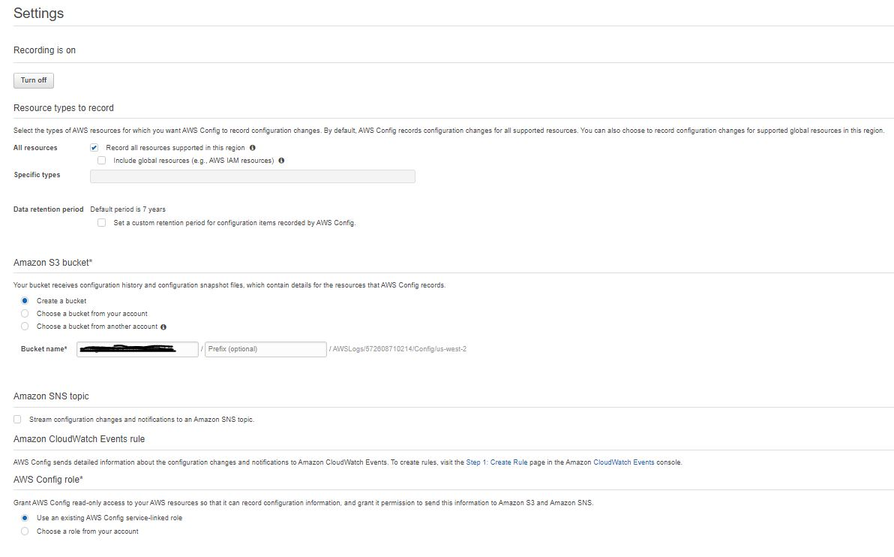 Settings
Recording is on
Turn off
Resource types to record
Select the types of AWS resources for which you want AWS Config to record configuration changes. By default, AWS Config records configuration changes for all supported resources. You can also choose to record configuration changes for supported global resources in this region.
All resources Record all resources supported in this region
Include global resources (e.g., AWS IAM resources)
Specific types
Data retention period Default period is 7 years
Set a custom retention period for configuration items recorded by AWS Config.
Amazon S3 bucket*
Your bucket receives configuration history and configuration snapshot files, which contain details for the resources that AWS Config records.
Create a bucket
Choose a bucket from your account
Choose a bucket from another account
Bucket name* / Prefix (optional) / AWSLogs/572608710214/Config/us-west-2
Amazon SNS topic
Stream configuration changes and notifications to an Amazon SNS topic.
Amazon CloudWatch Events rule
AWS Config sends detailed information about the configuration changes and notifications to Amazon CloudWatch Events. To create rules, visit the Step 1: Create Rule page in the Amazon CloudWatch Events console.
AWS Config role*
Grant AWS Config read-only access to your AWS resources so that it can record configuration information, and grant it permission to send this information to Amazon S3 and Amazon SNS.
Use an existing AWS Config service-linked role
Choose a role from your account